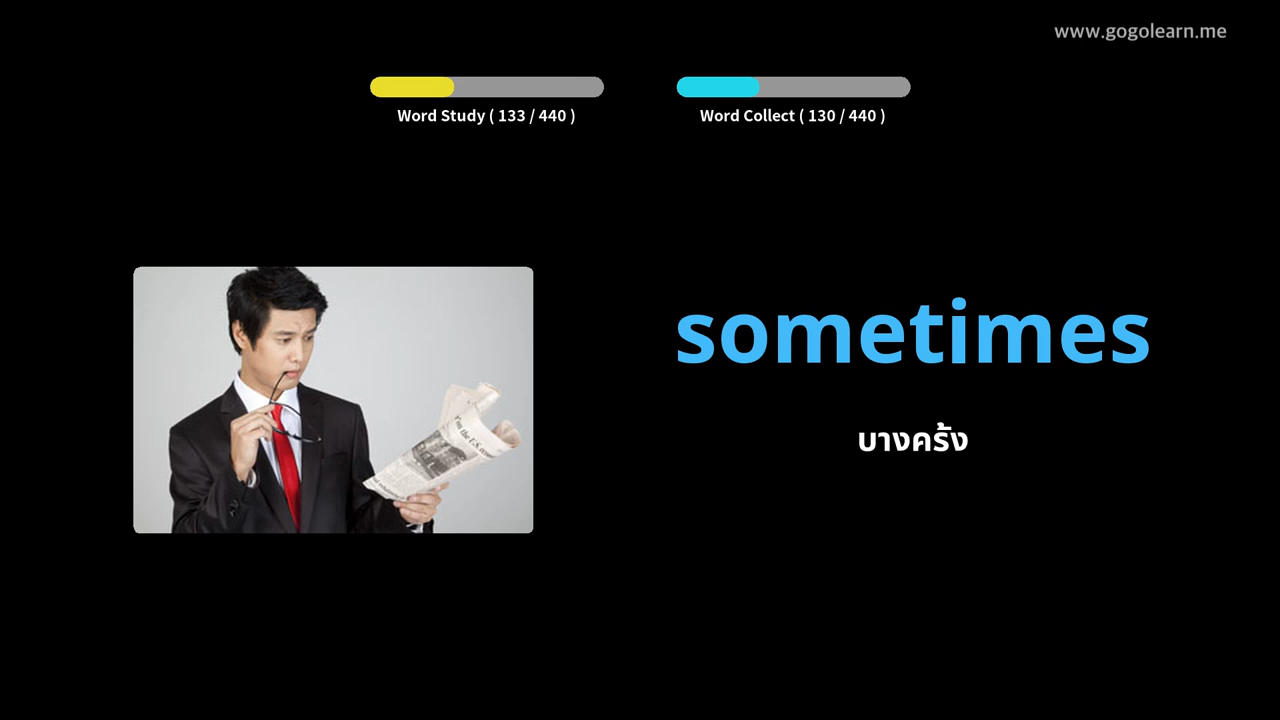 www.gogolearn.me
Word Study ( 133 / 440 )
Word Collect ( 130 / 440 )
sometimes
บางคร้ัง